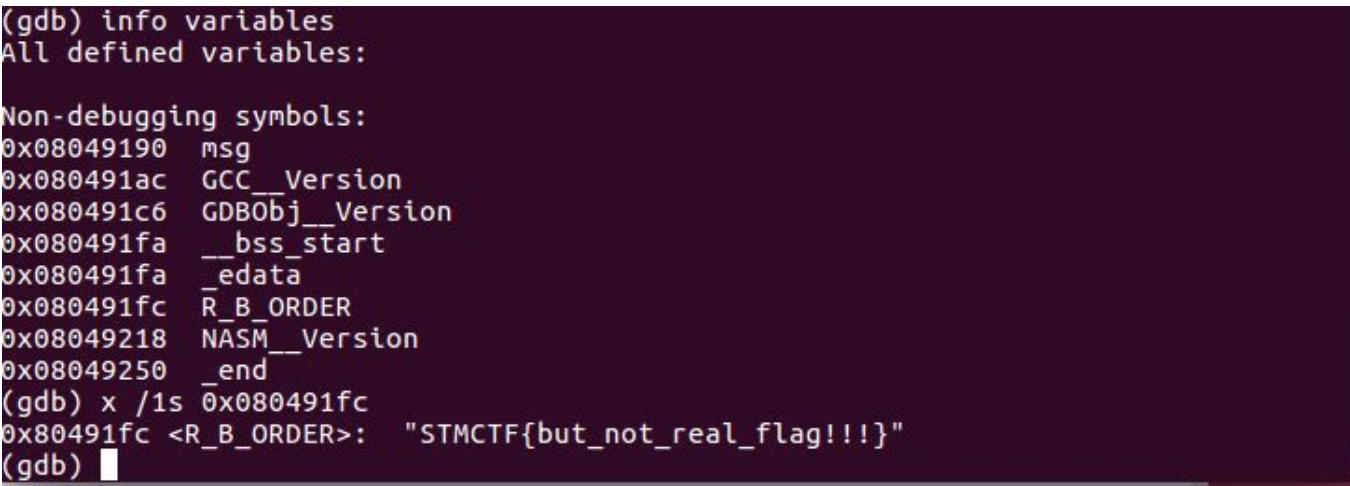 (gdb) info variables
All defined variables:
Non-debugging symbols:
0x08049190  msg
0x080491ac  GCC__Version
0x080491c6  GDBObj__Version
0x080491fa  __bss_start
0x080491fa  _edata
0x080491fc  R_B_ORDER
0x08049218  NASM__Version
0x08049250  _end
(gdb) x /1s 0x080491fc
0x80491fc <R_B_ORDER>:  "STMCTF{but_not_real_flag!!!}"
(gdb)